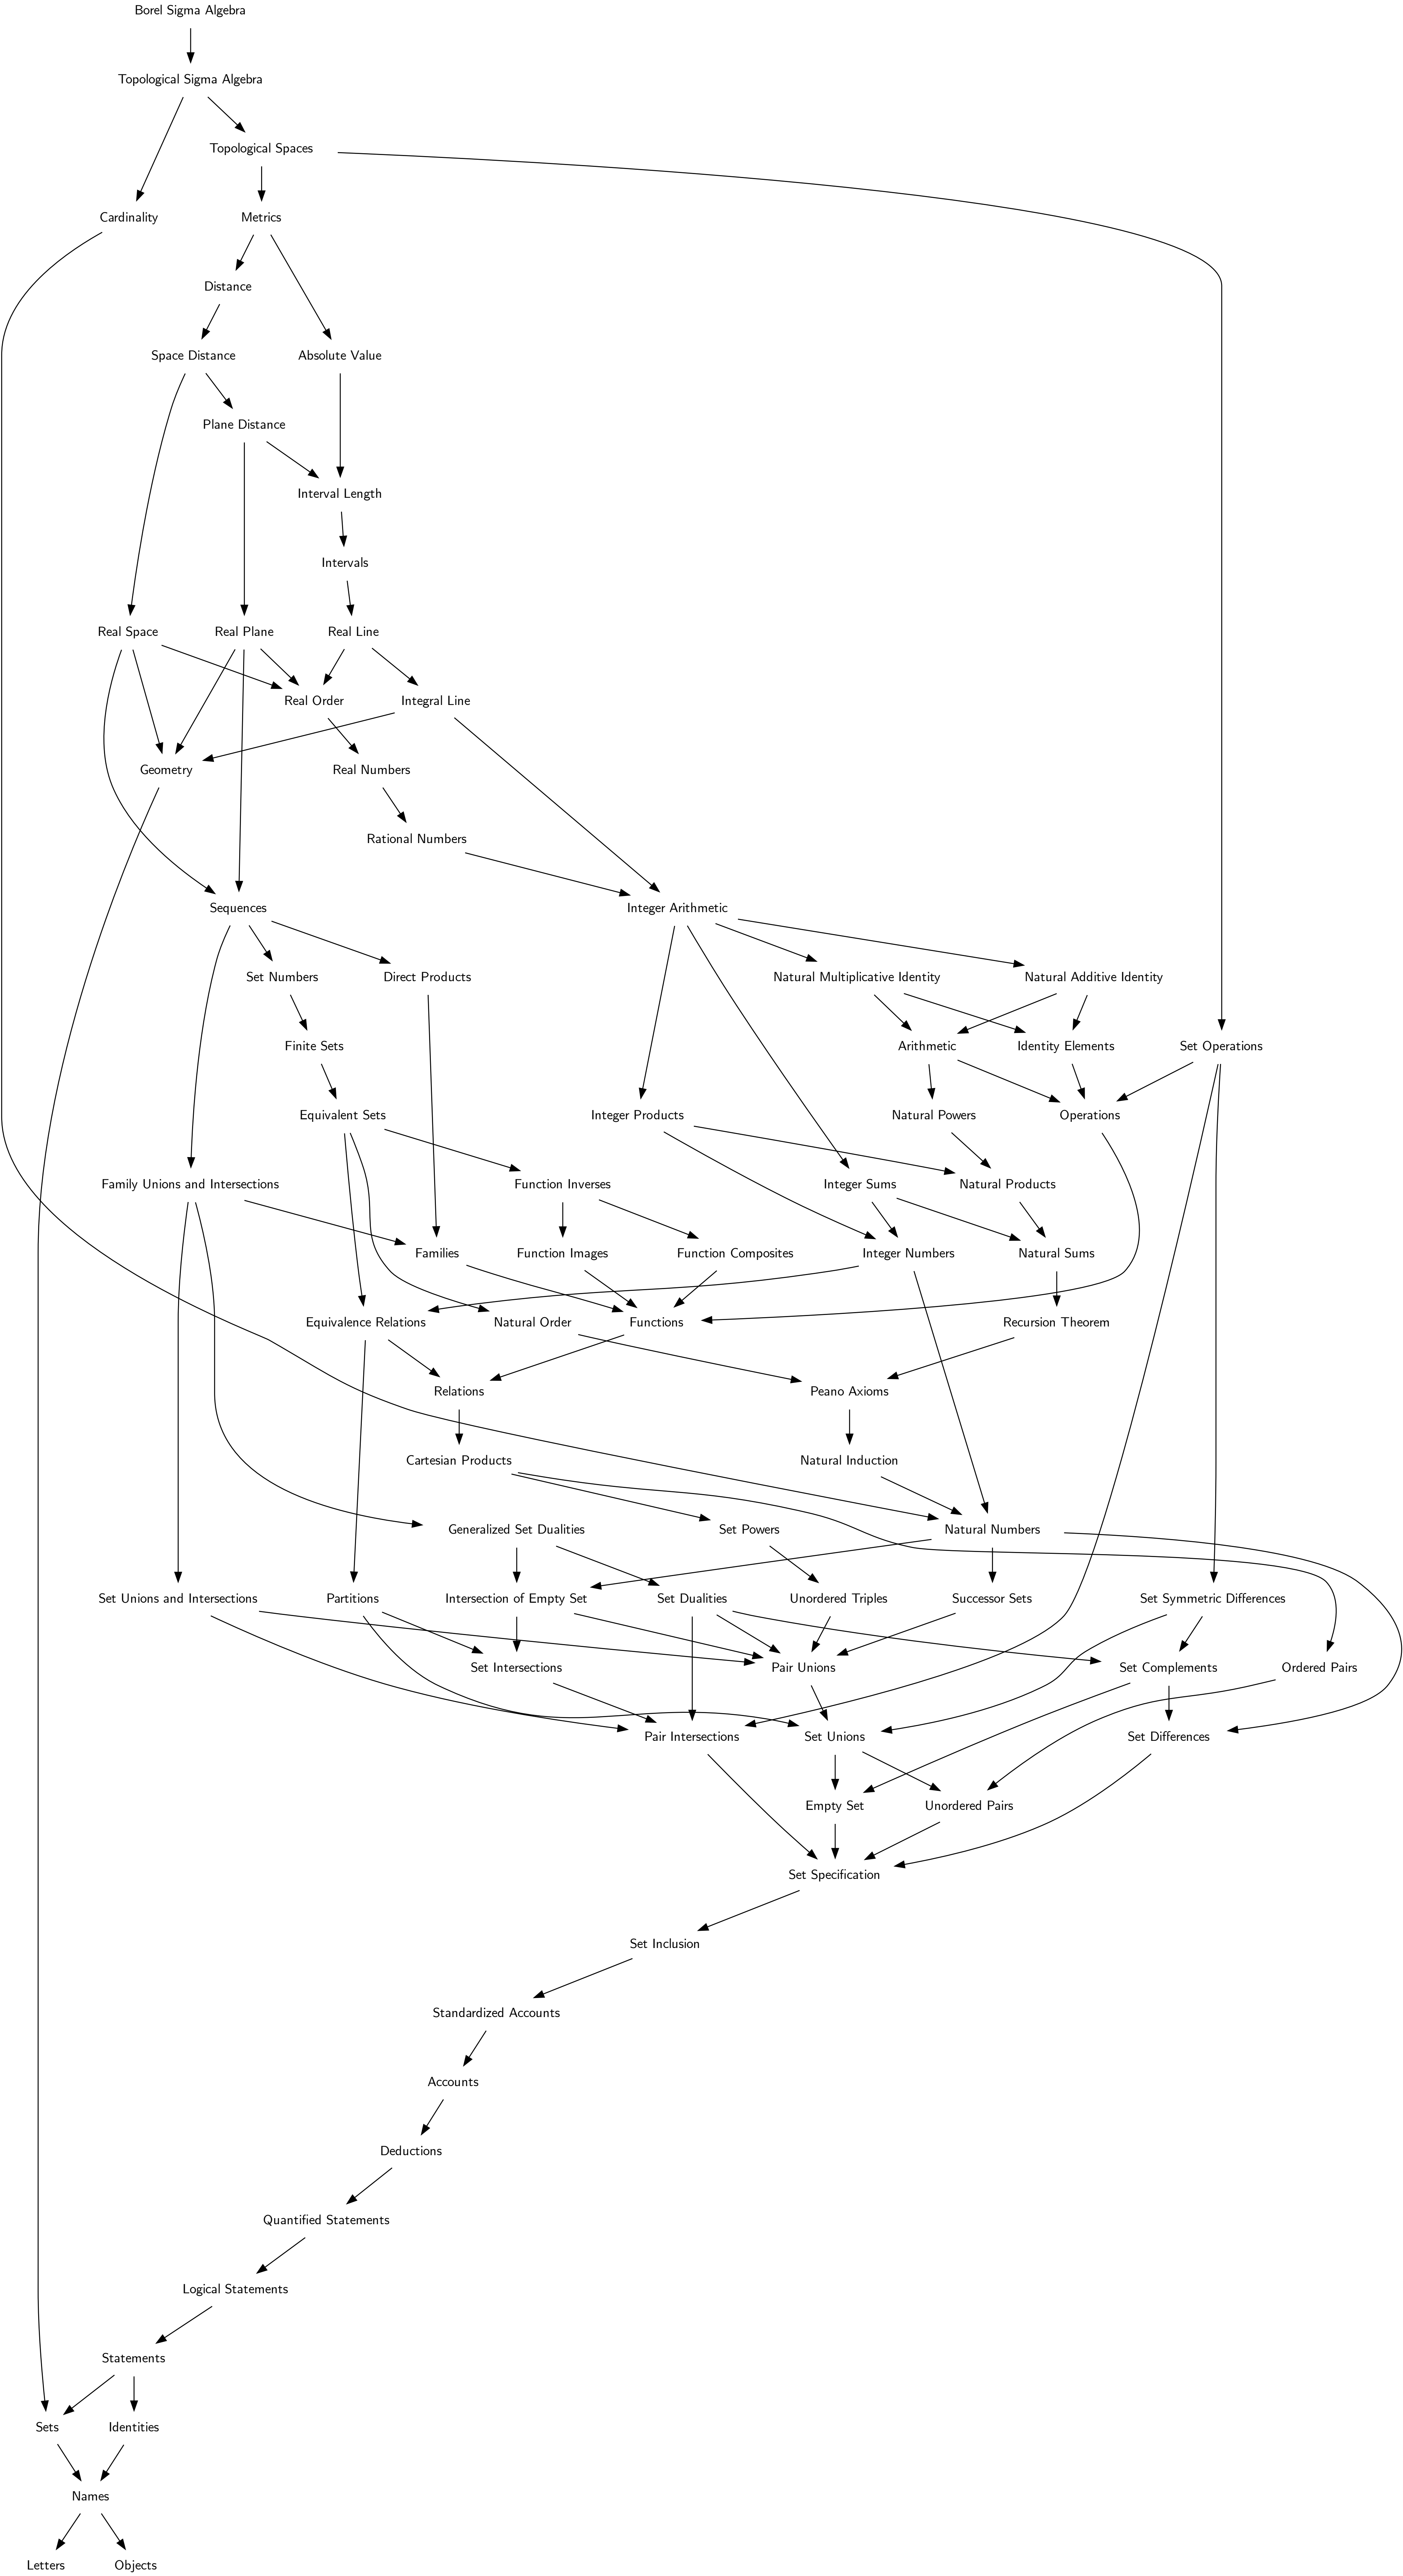 Borel Sigma Algebra
Topological Sigma Algebra
Topological Spaces
Cardinality
Metrics
Distance
Space Distance
Absolute Value
Plane Distance
Interval Length
Intervals
Real Space
Real Plane
Real Line
Real Order
Integral Line
Geometry
Real Numbers
Rational Numbers
Sequences
Integer Arithmetic
Set Numbers
Direct Products
Natural Multiplicative Identity
Natural Additive Identity
Finite Sets
Arithmetic
Identity Elements
Set Operations
Equivalent Sets
Integer Products
Natural Powers
Operations
Family Unions and Intersections
Function Inverses
Integer Sums
Natural Products
Families
Function Images
Function Composites
Integer Numbers
Natural Sums
Equivalence Relations
Natural Order
Functions
Recursion Theorem
Relations
Peano Axioms
Cartesian Products
Natural Induction
Generalized Set Dualities
Set Powers
Natural Numbers
Set Unions and Intersections
Partitions
Intersection of Empty Set
Set Dualities
Unordered Triples
Successor Sets
Set Symmetric Differences
Set Intersections
Pair Unions
Set Complements
Ordered Pairs
Pair Intersections
Set Unions
Set Differences
Empty Set
Unordered Pairs
Set Specification
Set Inclusion
Standardized Accounts
Accounts
Deductions
Quantified Statements
Logical Statements
Statements
Sets
Identities
Names
Letters
Objects